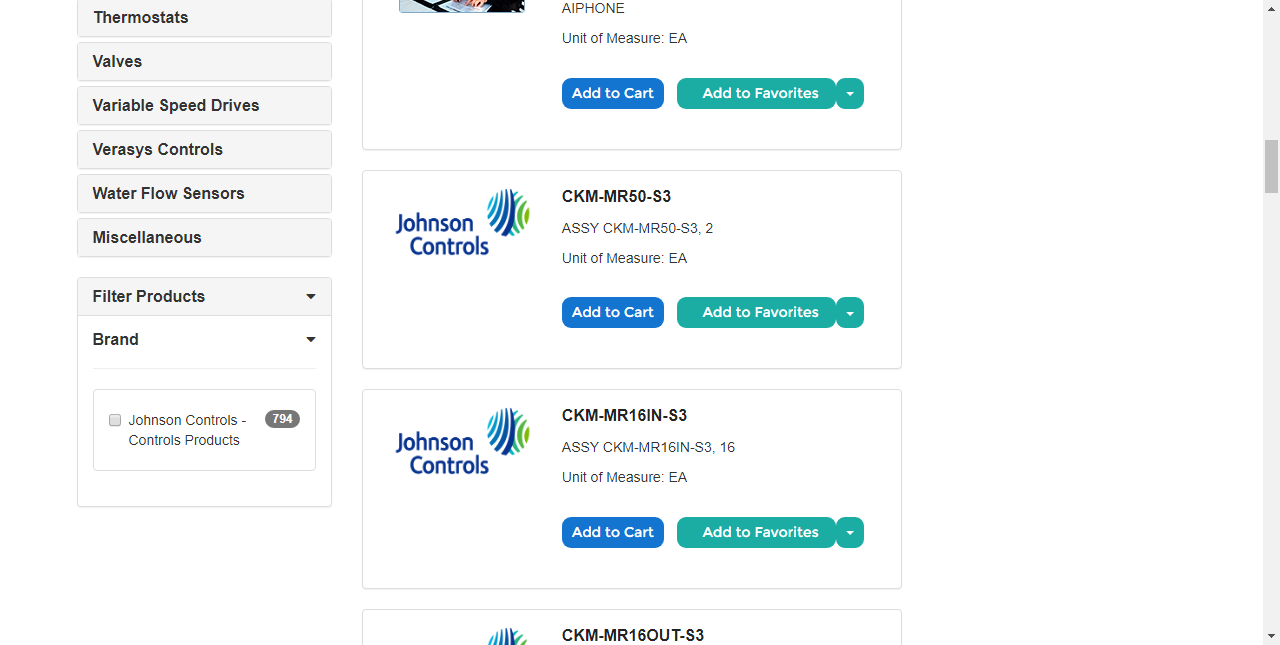 Thermostats
Valves
Variable Speed Drives
Verasys Controls
Water Flow Sensors
Miscellaneous
Filter Products
Brand
Johnson Controls - 794
Controls Products
AIPHONE
Unit of Measure: EA
Add to Cart Add to Favorites
Johnson
Controls
CKM-MR50-S3
ASSY CKM-MR50-S3, 2
Unit of Measure: EA
Add to Cart Add to Favorites
Johnson
Controls
CKM-MR16IN-S3
ASSY CKM-MR16IN-S3, 16
Unit of Measure: EA
Add to Cart Add to Favorites
CKM-MR16OUT-S3